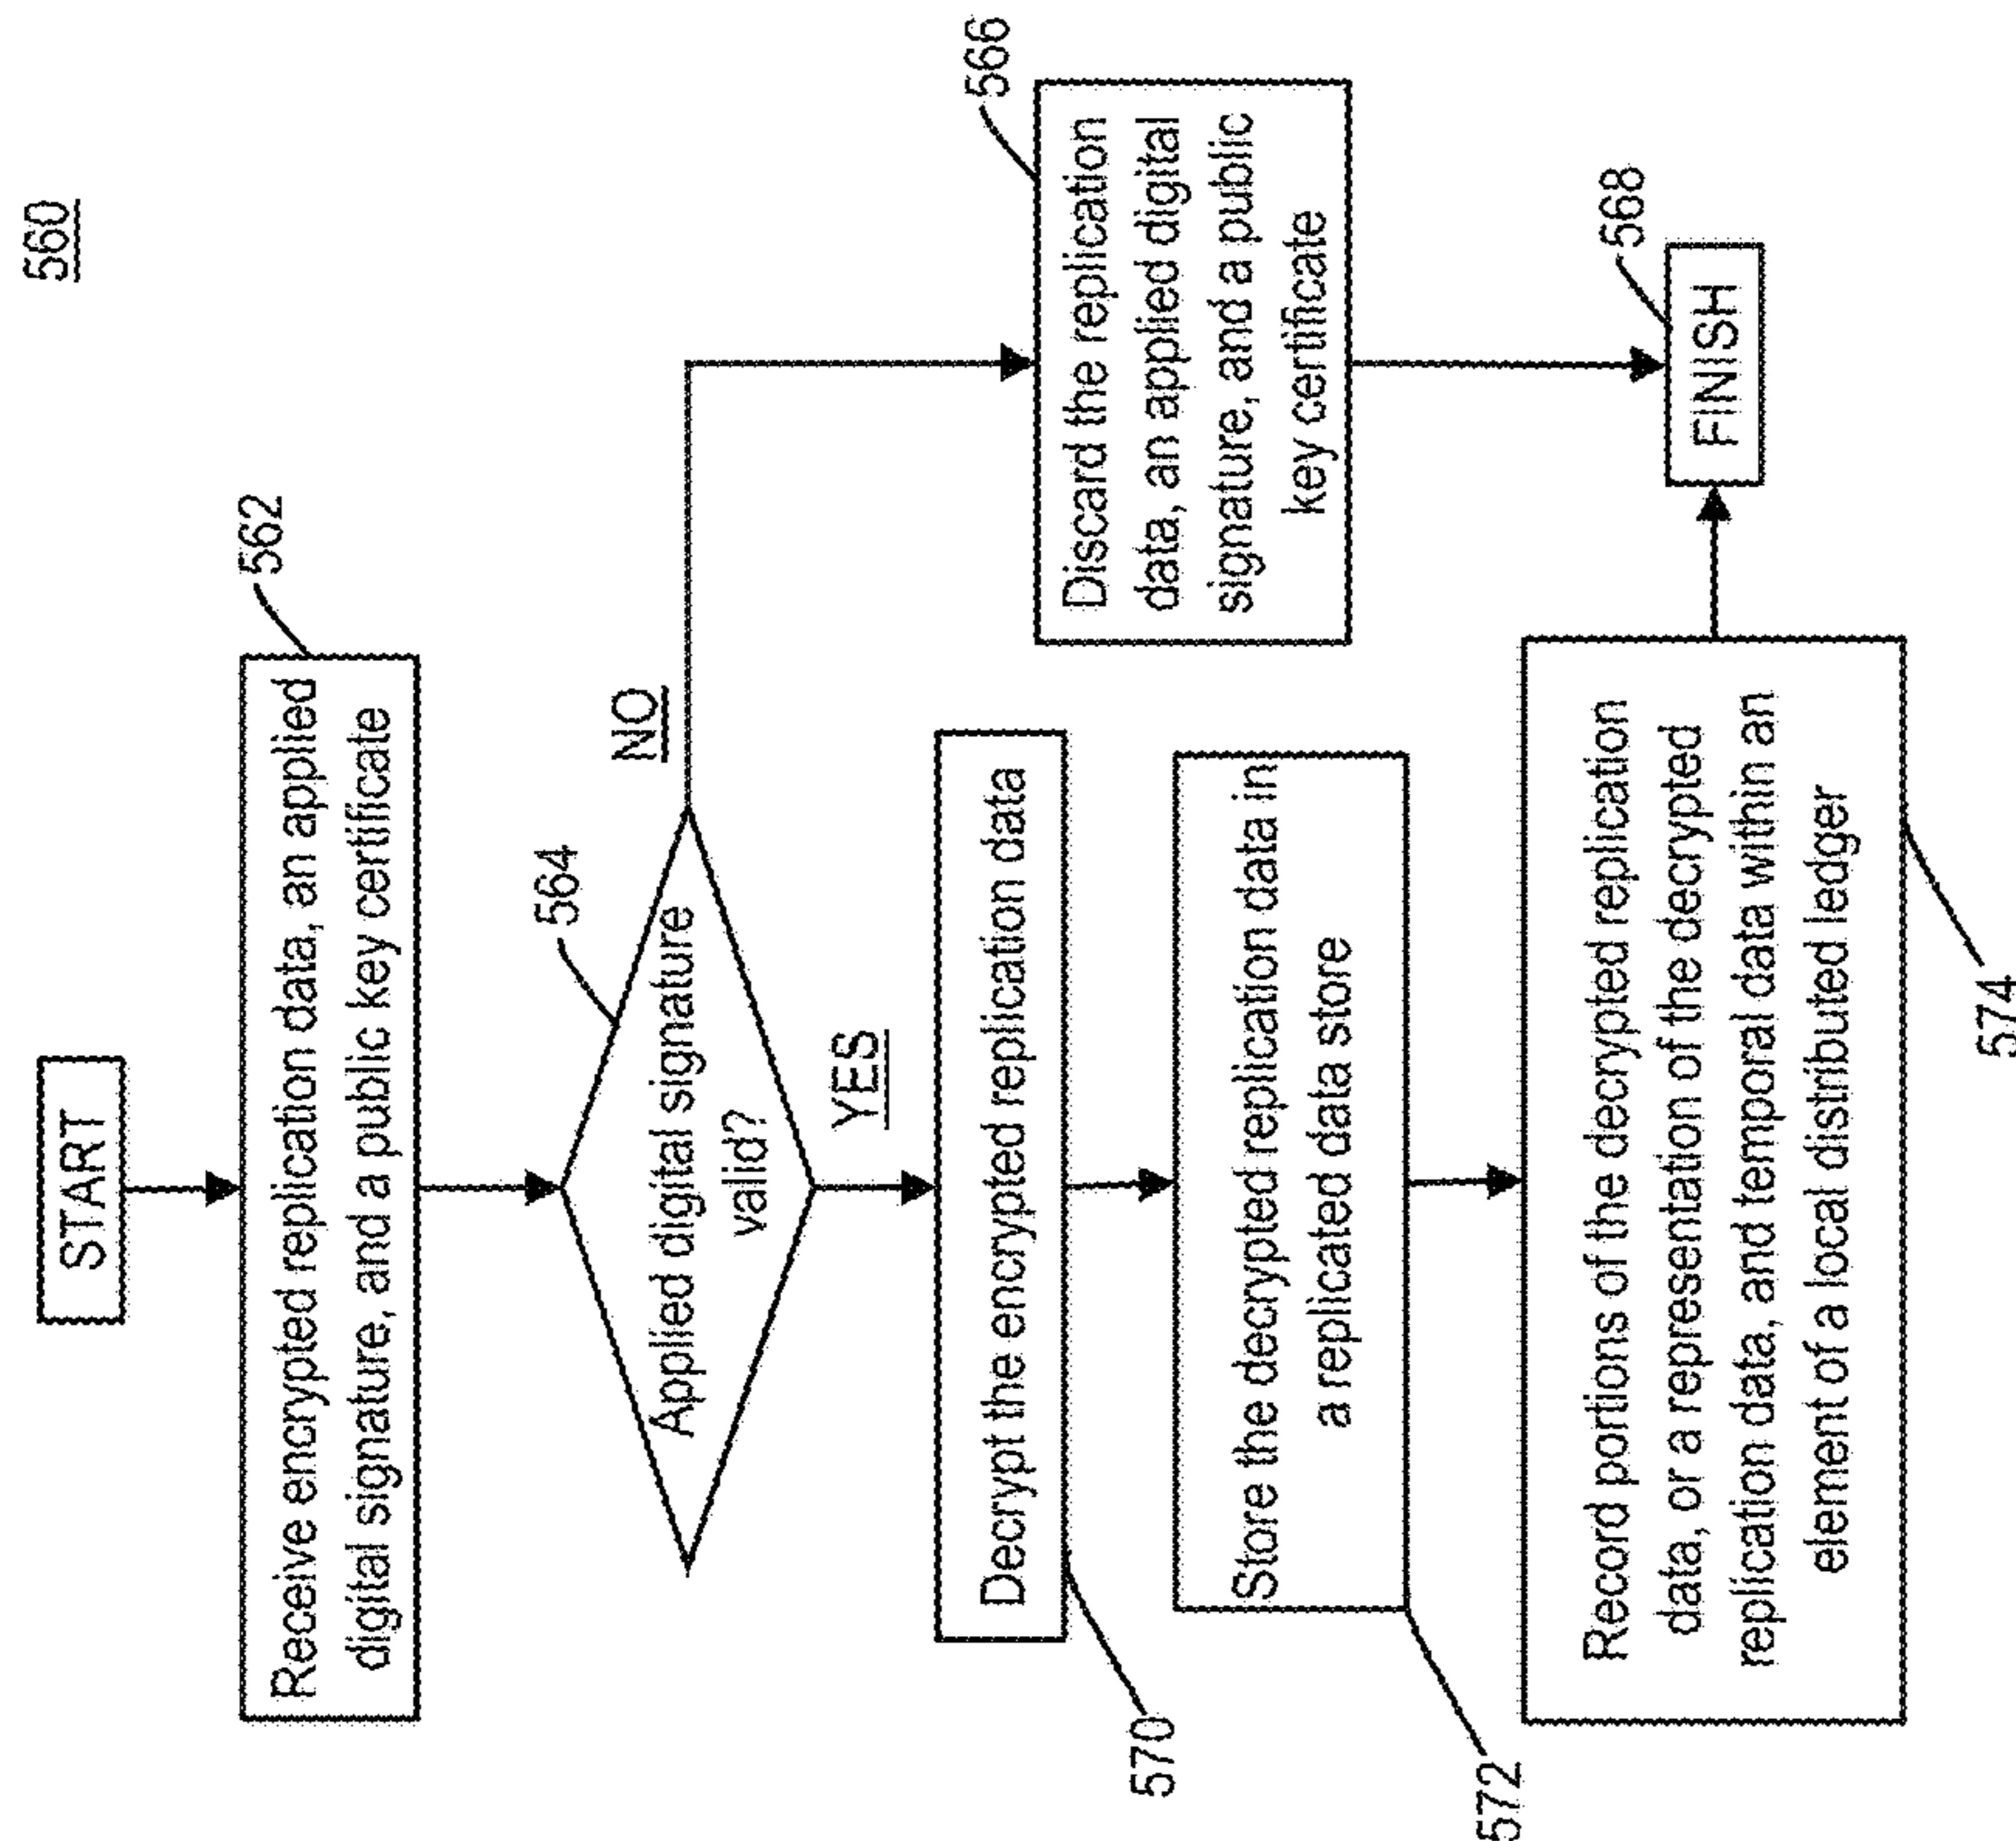 560
START
562
Receive encrypted replication data, an applied
digital signature, and a public key certificate
564
Applied digital signature
valid?
NO
YES
566
Discard the replication
data, an applied digital
signature, and a public
key certificate
568
FINISH
Decrypt the encrypted replication data
570
Store the decrypted replication data in
a replicated data store
572
Record portions of the decrypted replication
data, or a representation of the decrypted
replication data, and temporal data within an
element of a local distributed ledger
574